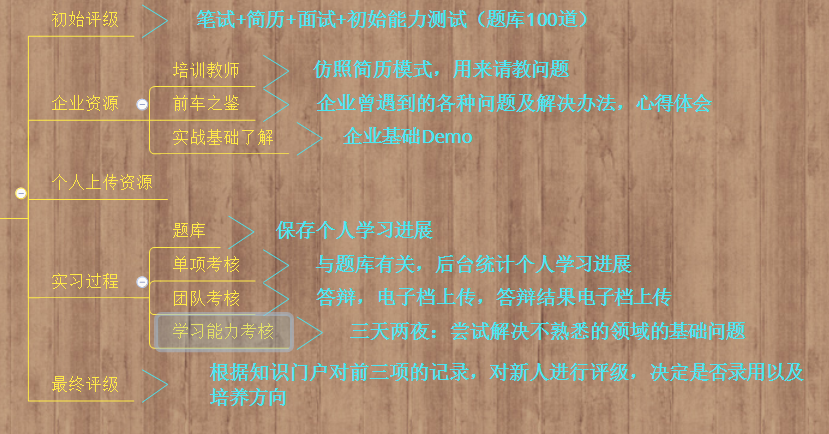 初始评级 笔试+简历+面试+初始能力测试（题库100道）
培训教师 仿照简历模式，用来请教问题
企业资源 前车之鉴 企业曾遇到的各种问题及解决办法，心得体会
实战基础了解 企业基础Demo
个人上传资源
题库 保存个人学习进展
单项考核 与题库有关，后台统计个人学习进展
实习过程
团队考核 答辩，电子档上传，答辩结果电子档上传
学习能力考核 三天两夜：尝试解决不熟悉的领域的基础问题
最终评级 根据知识门户对前三项的记录，对新人进行评级，决定是否录用以及
培养方向